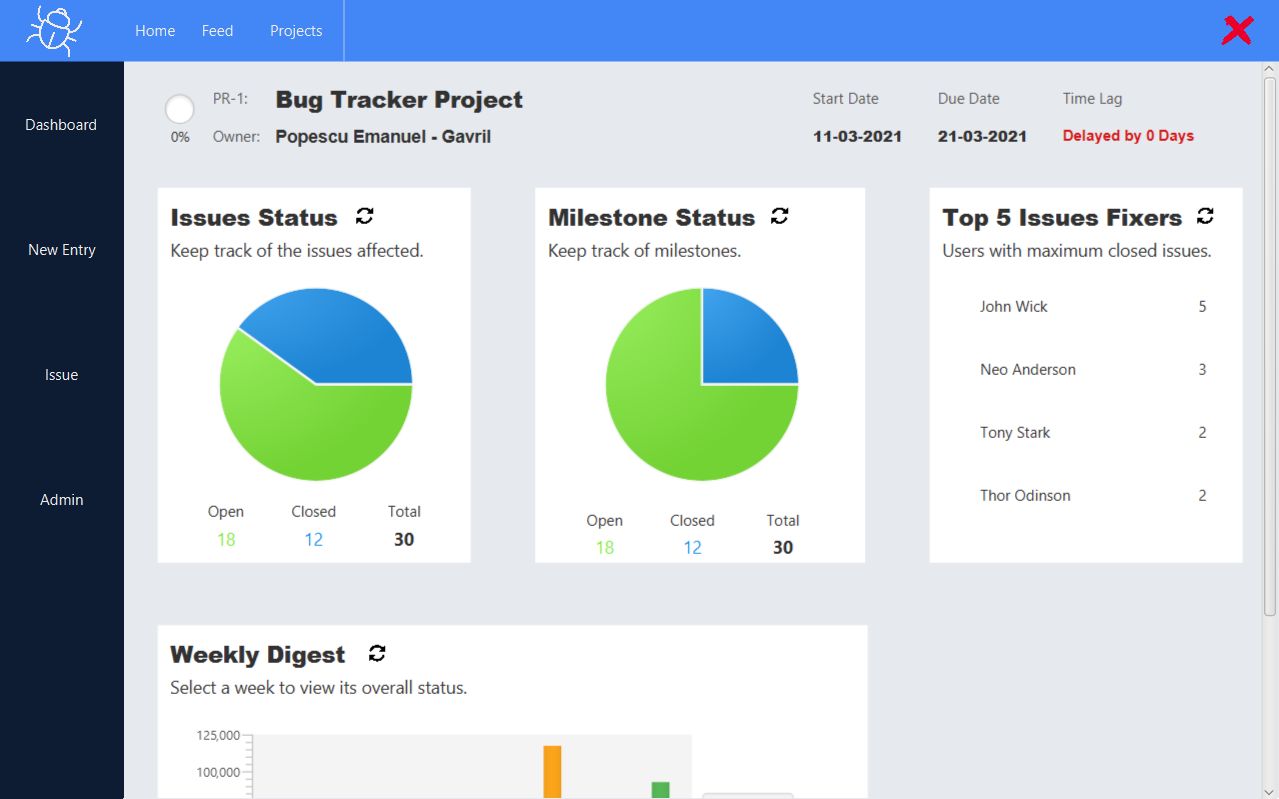 Home Feed Projects
Dashboard
New Entry
Issue
Admin
PR-1: Bug Tracker Project
0% Owner: Popescu Emanuel - Gavril
Start Date Due Date Time Lag
11-03-2021 21-03-2021 Delayed by 0 Days
Issues Status
Keep track of the issues affected.
Open Closed Total
18 12 30
Milestone Status
Keep track of milestones.
Open Closed Total
18 12 30
Top 5 Issues Fixers
Users with maximum closed issues.
John Wick 5
Neo Anderson 3
Tony Stark 2
Thor Odinson 2
Weekly Digest
Select a week to view its overall status.
125,000
100,000